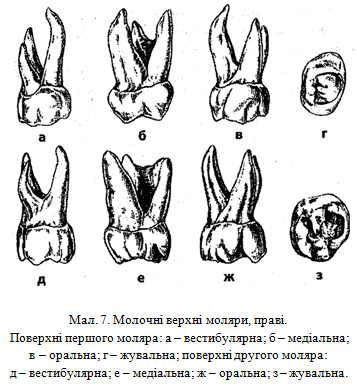 а б в г
д е ж з
Мал. 7. Молочні верхні моляри, праві.
Поверхні першого моляра: а – вестибулярна; б – медіальна;
в – оральна; г – жувальна; поверхні другого моляра:
д – вестибулярна; е – медіальна; ж – оральна; з – жувальна.